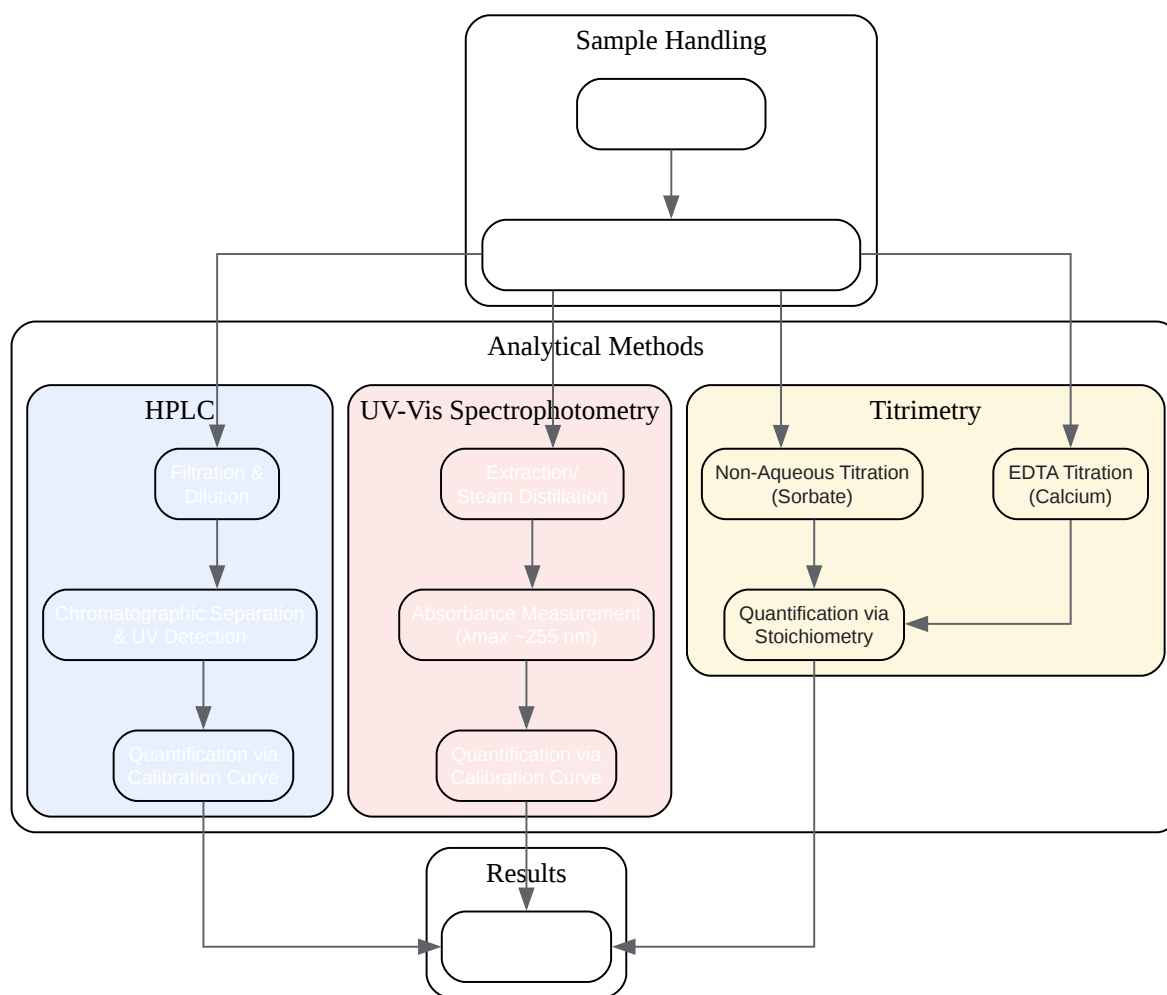 Sample Handling
Analytical Methods
HPLC
UV-Vis Spectrophotometry
Titrimetry
Filtration &
Dilution
Extraction/
Steam Distillation
Non-Aqueous Titration
(Sorbate)
EDTA Titration
(Calcium)
Chromatographic Separation
& UV Detection
Absorbance Measurement
(λmax ~255 nm)
Quantification via
Stoichiometry
Quantification via
Calibration Curve
Quantification via
Calibration Curve
Results